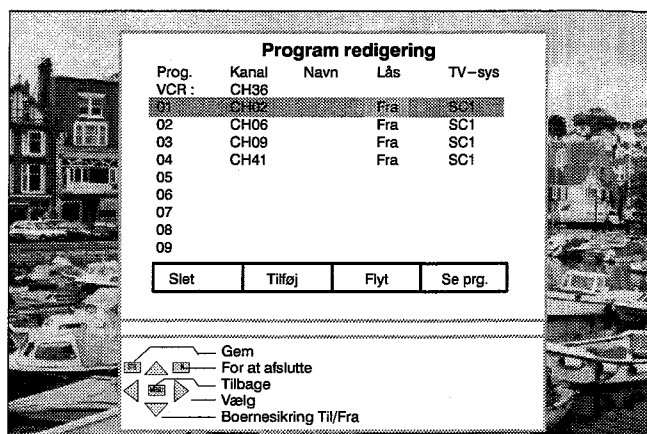 Program redigering
Prog. Kanal Navn Lås TV-sys
VCR : CH36
01 CH02 Fra SC1
02 CH06 Fra SC1
03 CH09 Fra SC1
04 CH41 Fra SC1
05
06
07
08
09
Slet Tilføj Flyt Se prg.
Gem
For at afslutte
Tilbage
Vælg
Boernesikring Til/Fra